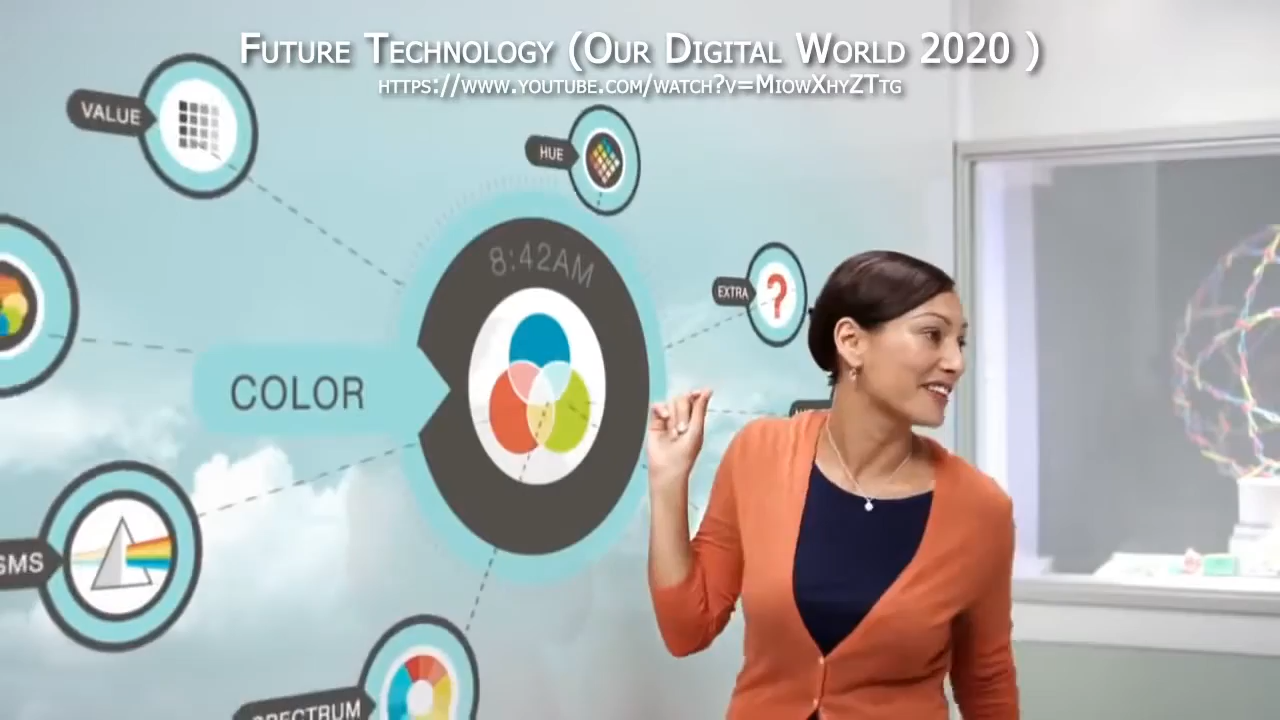 Future Technology (Our Digital World 2020 )
https://www.youtube.com/watch?v=MiowXhyZTtg
VALUE
HUE
8:42AM
EXTRA
COLOR
SMS
SPECTRUM